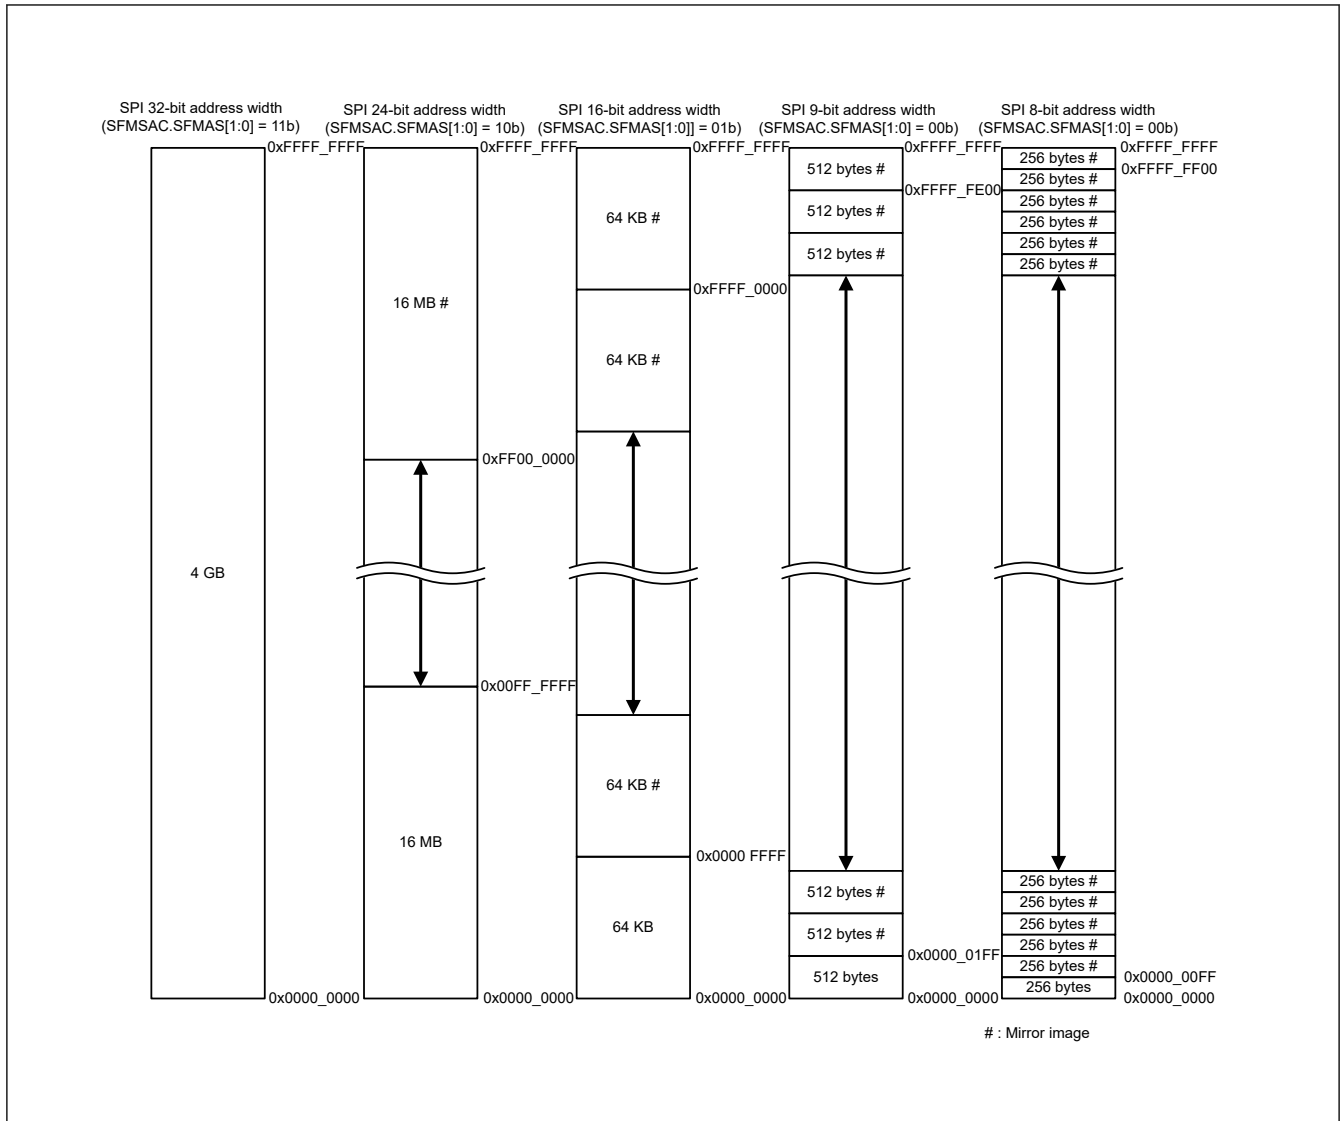 SPI 32-bit address width
(SFMSAC.SFMAS[1:0] = 11b)
0xFFFF_FFFF
4 GB
0x0000_0000
SPI 24-bit address width
(SFMSAC.SFMAS[1:0] = 10b)
0xFFFF_FFFF
16 MB #
0xFF00_0000
0x00FF_FFFF
16 MB
0x0000_0000
SPI 16-bit address width
(SFMSAC.SFMAS[1:0]] = 01b)
0xFFFF_FFFF
64 KB #
0xFFFF_0000
64 KB #
64 KB #
0x0000 FFFF
64 KB
0x0000_0000
SPI 9-bit address width
(SFMSAC.SFMAS[1:0] = 00b)
0xFFFF_FFFF
512 bytes #
0xFFFF_FE00
512 bytes #
512 bytes #
512 bytes #
512 bytes #
0x0000_01FF
512 bytes
0x0000_0000
SPI 8-bit address width
(SFMSAC.SFMAS[1:0] = 00b)
0xFFFF_FFFF
256 bytes #
0xFFFF_FF00
256 bytes #
256 bytes #
256 bytes #
256 bytes #
256 bytes #
256 bytes #
256 bytes #
256 bytes #
256 bytes #
256 bytes #
0x0000_00FF
256 bytes
0x0000_0000
# : Mirror image